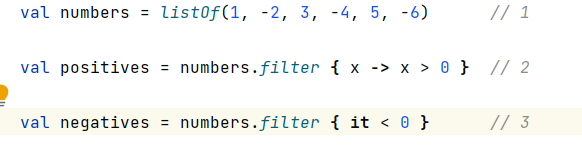 val numbers = listOf(1, -2, 3, -4, 5, -6)      // 1
val positives = numbers.filter { x -> x > 0 }  // 2
val negatives = numbers.filter { it < 0 }      // 3